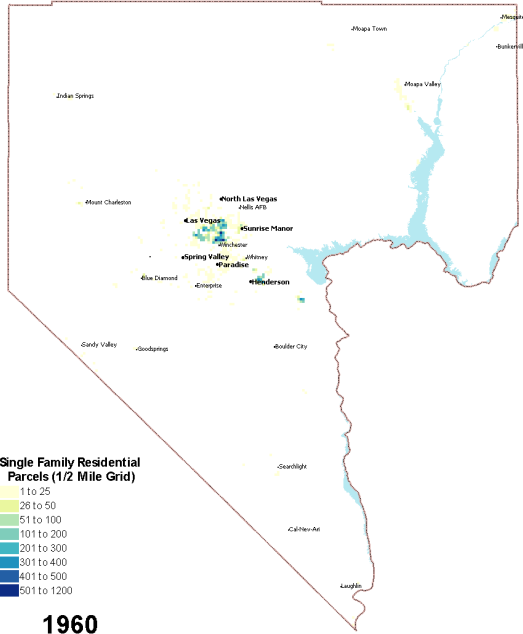 Mesquite
Moapa Town
Bunkervill
Moapa Valley
Indian Springs
Mount Charleston
North Las Vegas
Nellis AFB
Las Vegas
Sunrise Manor
Winchester
Spring Valley
Whitney
Paradise
Blue Diamond
Henderson
Enterprise
Sandy Valley
Goodsprings
Boulder City
Single Family Residential
Parcels (1/2 Mile Grid)
Searchlight
1 to 25
26 to 50
51 to 100
101 to 200
Cal-Nev-Ari
201 to 300
301 to 400
401 to 500
501 to 1200
Laughlin
1960